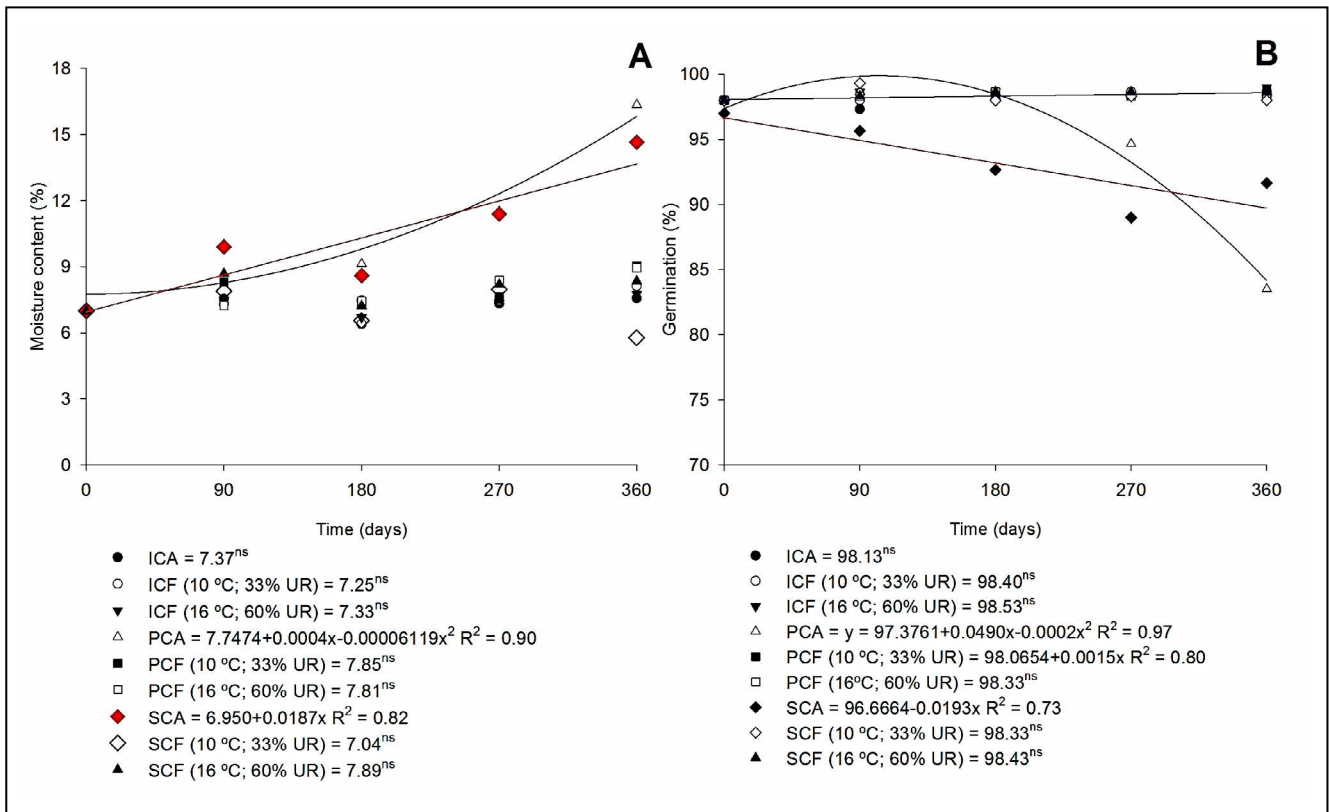 A
18
15
12
9
6
3
0
Moisture content (%)
0 90 180 270 360
Time (days)
ICA = 7.37ns
ICF (10 ºC; 33% UR) = 7.25ns
ICF (16 ºC; 60% UR) = 7.33ns
PCA = 7.7474+0.0004x-0.00006119x² R² = 0.90
PCF (10 ºC; 33% UR) = 7.85ns
PCF (16 ºC; 60% UR) = 7.81ns
SCA = 6.950+0.0187x R² = 0.82
SCF (10 ºC; 33% UR) = 7.04ns
SCF (16 ºC; 60% UR) = 7.89ns
B
100
95
90
85
80
75
70
Germination (%)
0 90 180 270 360
Time (days)
ICA = 98.13ns
ICF (10 ºC; 33% UR) = 98.40ns
ICF (16 ºC; 60% UR) = 98.53ns
PCA = y = 97.3761+0.0490x-0.0002x² R² = 0.97
PCF (10 ºC; 33% UR) = 98.0654+0.0015x R² = 0.80
PCF (16ºC; 60% UR) = 98.33ns
SCA = 96.6664-0.0193x R² = 0.73
SCF (10 ºC; 33% UR) = 98.33ns
SCF (16 ºC; 60% UR) = 98.43ns